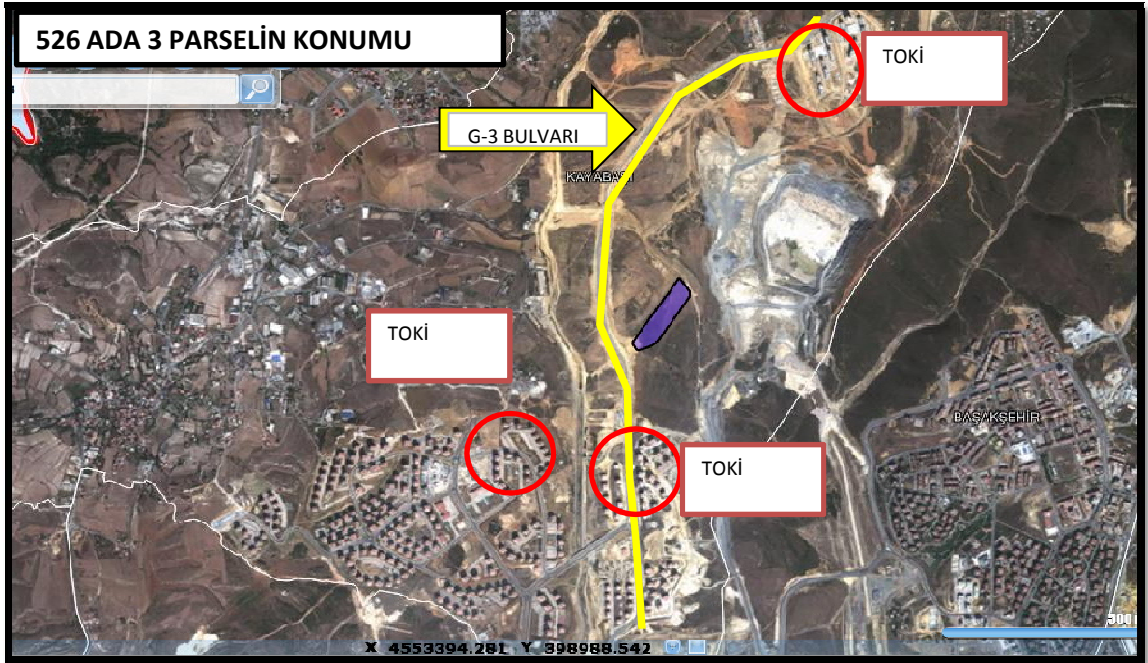 526 ADA 3 PARSELİN KONUMU
TOKİ
G-3 BULVARI
KAYABAŞI
TOKİ
BAŞAKŞEHİR
TOKİ
X 4553394.281 Y 398988.542